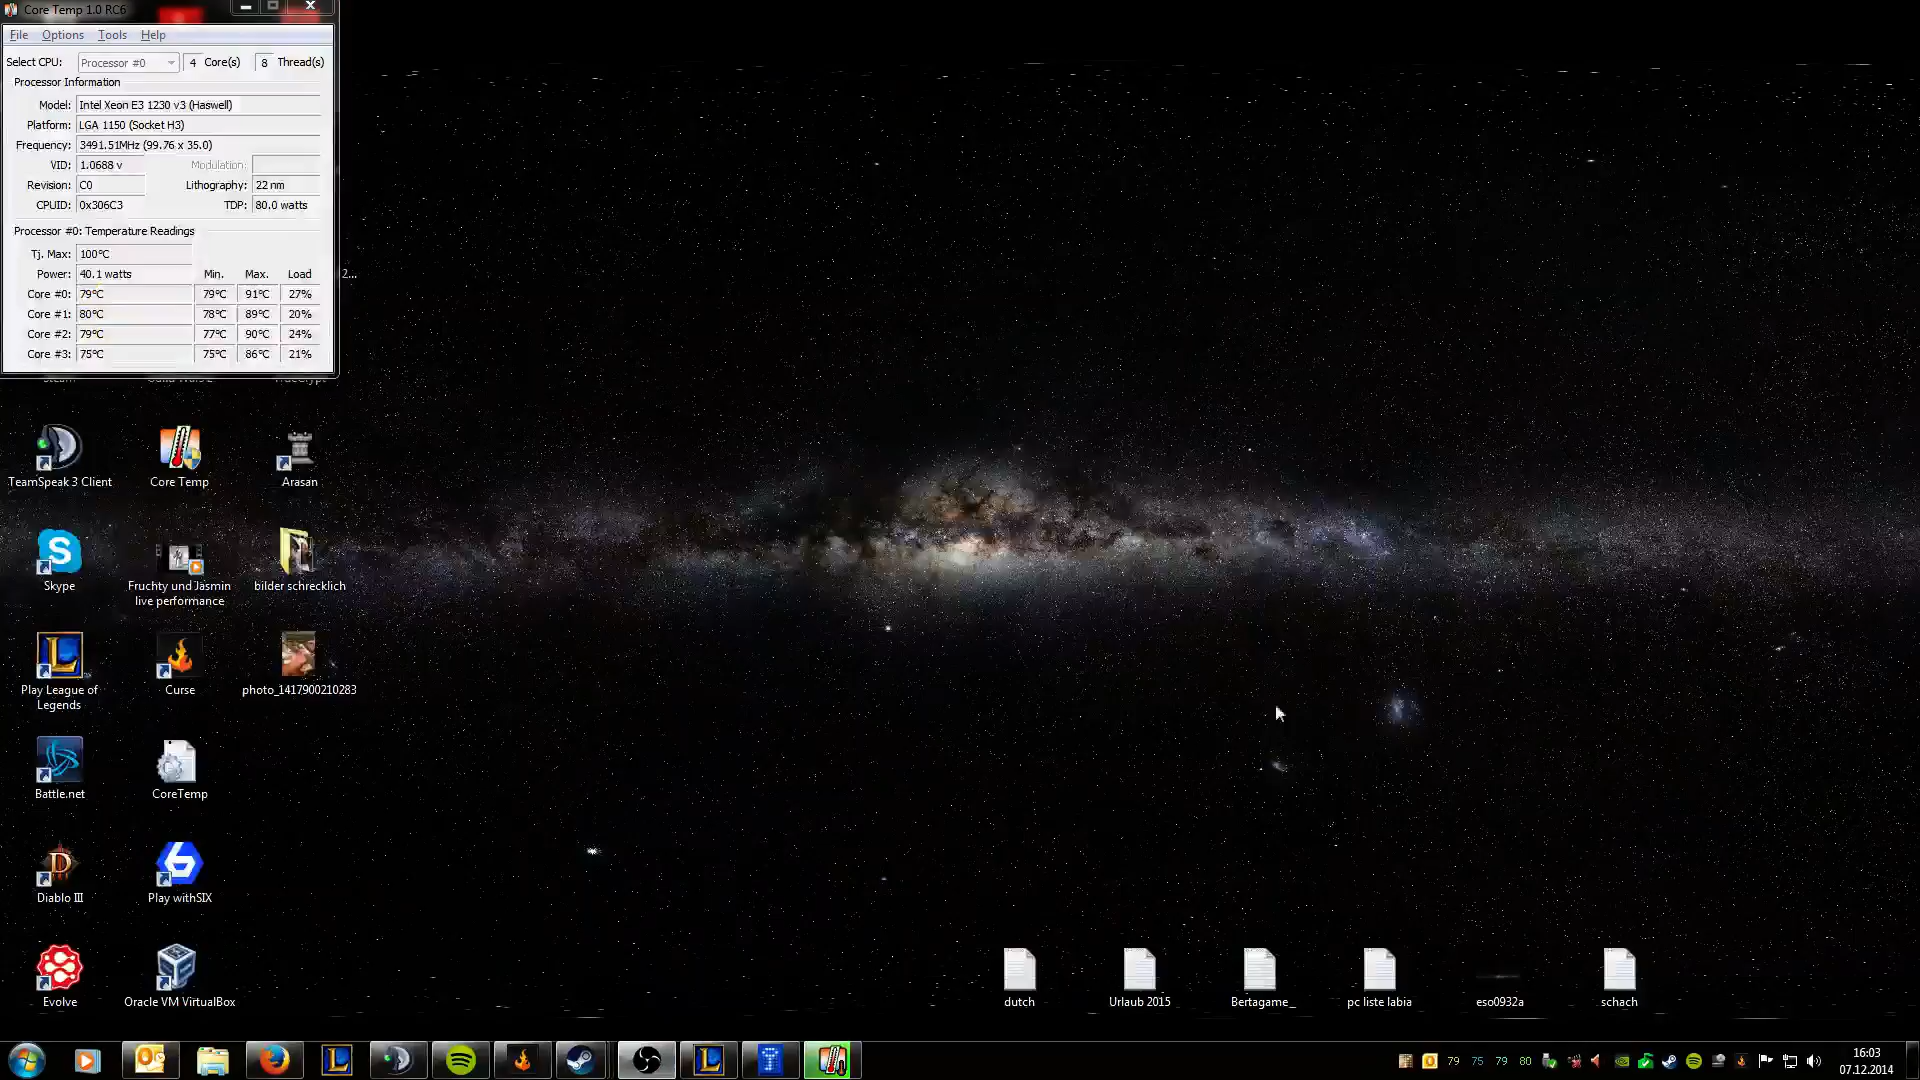 Core Temp 1.0 RC6
File Options Tools Help
Select CPU: Processor #0 4 Core(s) 8 Thread(s)
Processor Information
Model: Intel Xeon E3 1230 v3 (Haswell)
Platform: LGA 1150 (Socket H3)
Frequency: 3491.51MHz (99.76 x 35.0)
VID: 1.0688 v Modulation:
Revision: C0 Lithography: 22 nm
CPUID: 0x306C3 TDP: 80.0 watts
Processor #0: Temperature Readings
Tj. Max: 100°C
Power: 40.1 watts Min. Max. Load
2...
Core #0: 79°C 79°C 91°C 27%
Core #1: 80°C 78°C 89°C 20%
Core #2: 79°C 77°C 90°C 24%
Core #3: 75°C 75°C 86°C 21%
TeamSpeak 3 Client
Core Temp
Arasan
Skype
Fruchty und Jasmin
live performance
bilder schrecklich
Play League of
Legends
Curse
photo_1417900210283
Battle.net
CoreTemp
Diablo III
Play withSIX
Evolve
Oracle VM VirtualBox
dutch
Urlaub 2015
Bertagame_
pc liste labia
eso0932a
schach
79 75 79 80
16:03
07.12.2014